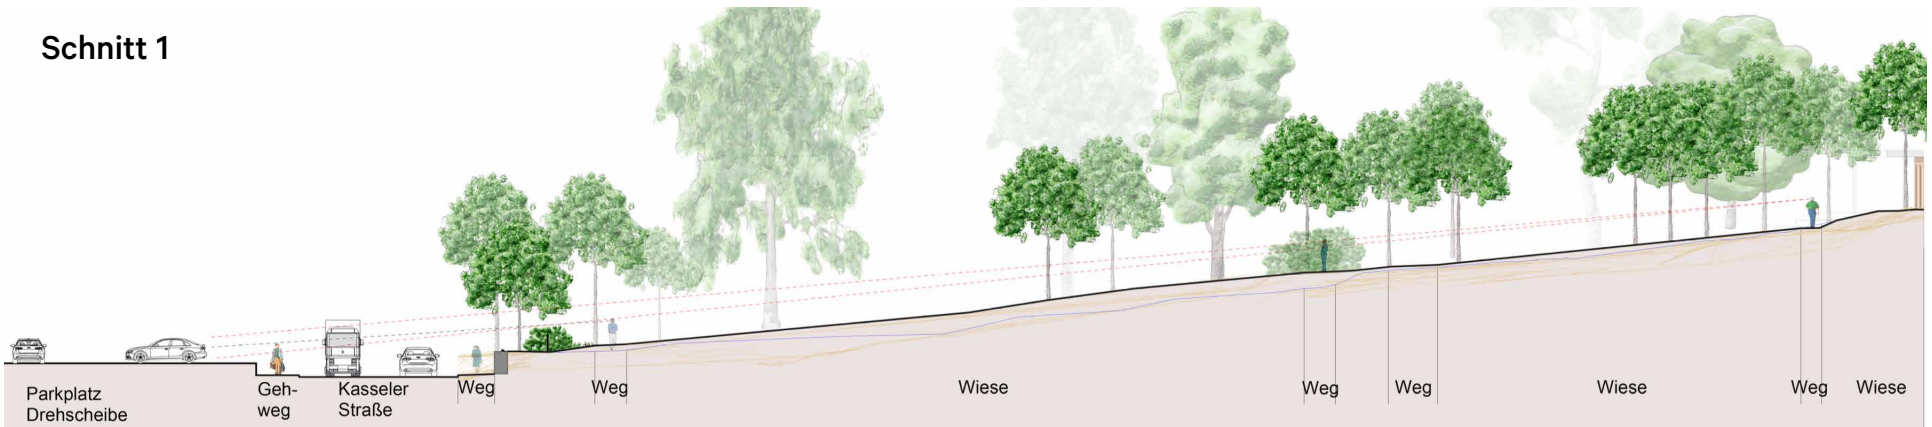 Schnitt 1
Parkplatz
Drehscheibe
Geh-
weg
Kasseler
Straße
Weg
Weg
Wiese
Weg
Weg
Wiese
Weg
Wiese